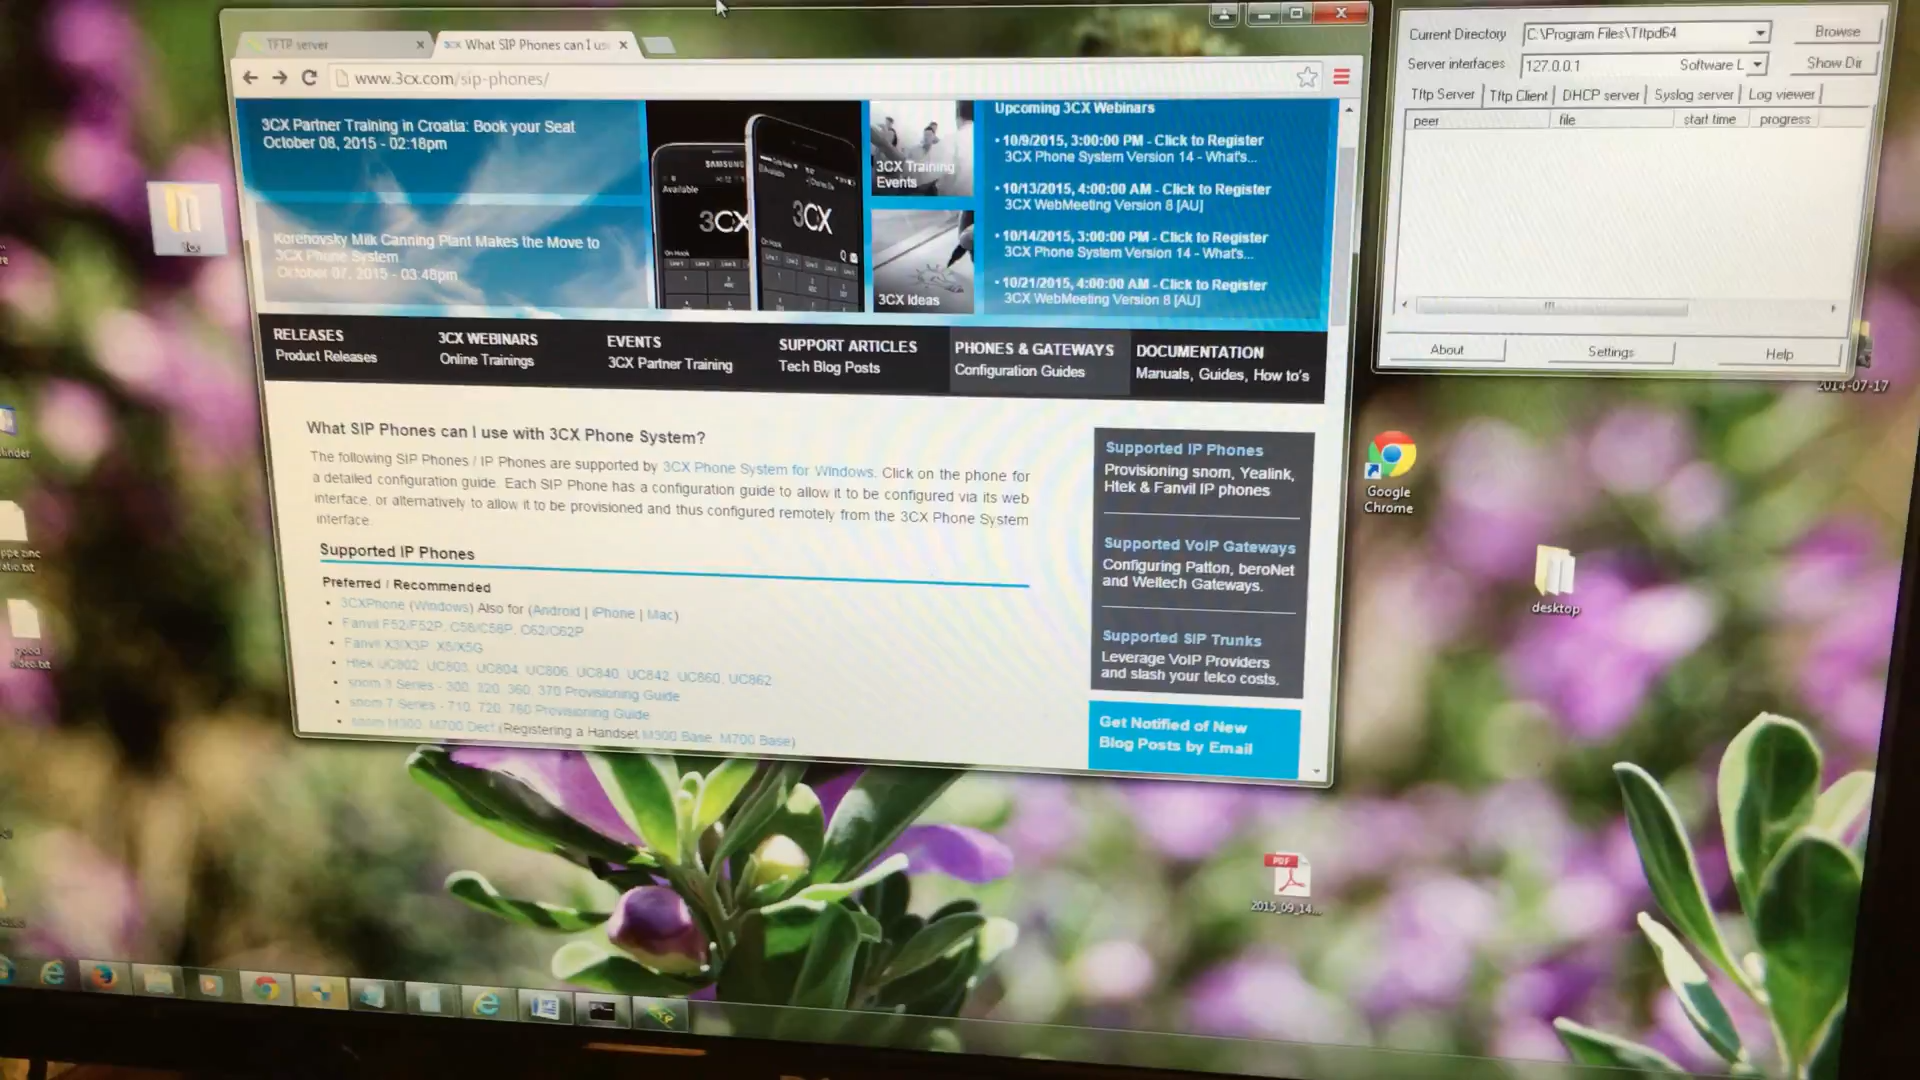 TFTP server
What SIP Phones can I us
www.3cx.com/sip-phones/
3CX Partner Training in Croatia: Book your Seat
October 08, 2015 - 02:18pm
Korenovsky Milk Canning Plant Makes the Move to
3CX Phone System
October 07, 2015 - 03:48pm
SAMSUNG
Available
3CX
On Hook
3CX
On Hook
3CX Training
Events
3CX Ideas
Upcoming 3CX Webinars
• 10/9/2015, 3:00:00 PM - Click to Register
3CX Phone System Version 14 - What's...
• 10/13/2015, 4:00:00 AM - Click to Register
3CX WebMeeting Version 8 [AU]
• 10/14/2015, 3:00:00 PM - Click to Register
3CX Phone System Version 14 - What's...
• 10/21/2015, 4:00:00 AM - Click to Register
3CX WebMeeting Version 8 [AU]
RELEASES
Product Releases
3CX WEBINARS
Online Trainings
EVENTS
3CX Partner Training
SUPPORT ARTICLES
Tech Blog Posts
PHONES & GATEWAYS
Configuration Guides
DOCUMENTATION
Manuals, Guides, How to's
What SIP Phones can I use with 3CX Phone System?
The following SIP Phones / IP Phones are supported by 3CX Phone System for Windows. Click on the phone for
a detailed configuration guide. Each SIP Phone has a configuration guide to allow it to be configured via its web
interface, or alternatively to allow it to be provisioned and thus configured remotely from the 3CX Phone System
interface.
Supported IP Phones
Preferred / Recommended
• 3CXPhone (Windows) Also for (Android | iPhone | Mac)
• Fanvil F52/F52P, C58/C58P, C62/C62P
• Fanvil X3/X3P, X5/X5G
• Htek UC802, UC803, UC804, UC806, UC840, UC842, UC860, UC862
• snom 3 Series - 300, 320, 360, 370 Provisioning Guide
• snom 7 Series - 710, 720, 760 Provisioning Guide
• snom M300, M700 Dect (Registering a Handset M300 Base, M700 Base)
Supported IP Phones
Provisioning snom, Yealink,
Htek & Fanvil IP phones
Supported VoIP Gateways
Configuring Patton, beroNet
and Welltech Gateways.
Supported SIP Trunks
Leverage VoIP Providers
and slash your telco costs.
Get Notified of New
Blog Posts by Email
Current Directory C:\Program Files\Tftpd64 Browse
Server interfaces 127.0.0.1 Software L Show Dir
Tftp Server Tftp Client DHCP server Syslog server Log viewer
peer file start time progress
About Settings Help
2014-07-17
Google
Chrome
desktop
PDF
2015_09_14...